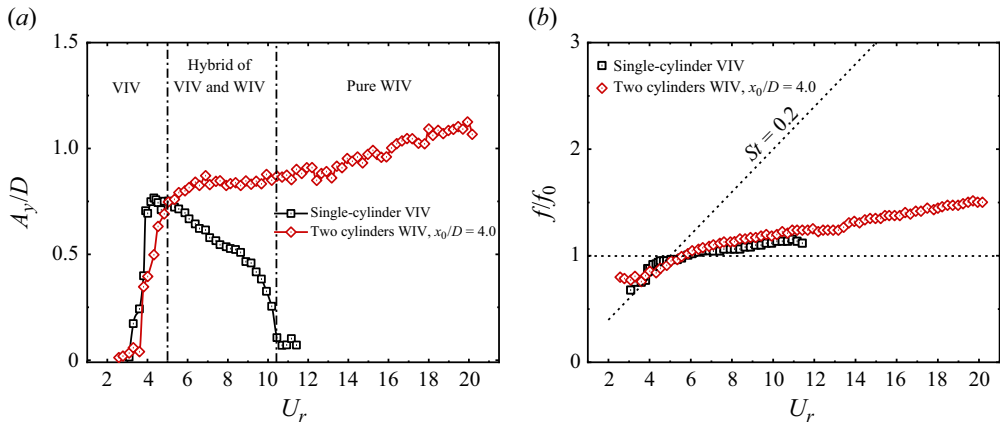 (a)
1.5
1.0
0.5
0
A_y/D
VIV
Hybrid of
VIV and WIV
Pure WIV
Single-cylinder VIV
Two cylinders WIV, x_0/D = 4.0
2 4 6 8 10 12 14 16 18 20
U_r
(b)
3
2
1
0
f/f_0
Single-cylinder VIV
Two cylinders WIV, x_0/D = 4.0
St = 0.2
2 4 6 8 10 12 14 16 18 20
U_r